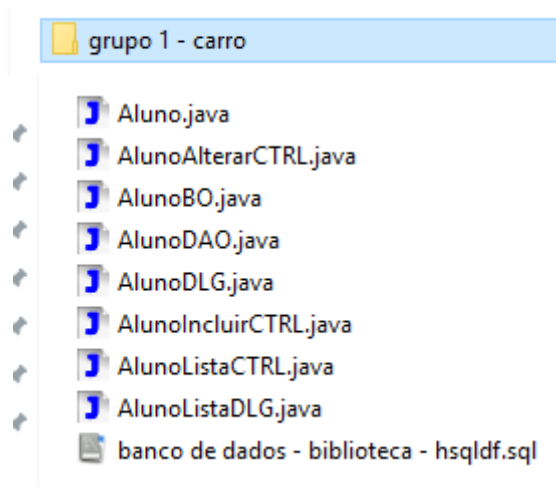 grupo 1 - carro
Aluno.java
AlunoAlterarCTRL.java
AlunoBO.java
AlunoDAO.java
AlunoDLG.java
AlunoIncluirCTRL.java
AlunoListaCTRL.java
AlunoListaDLG.java
banco de dados - biblioteca - hsqldf.sql